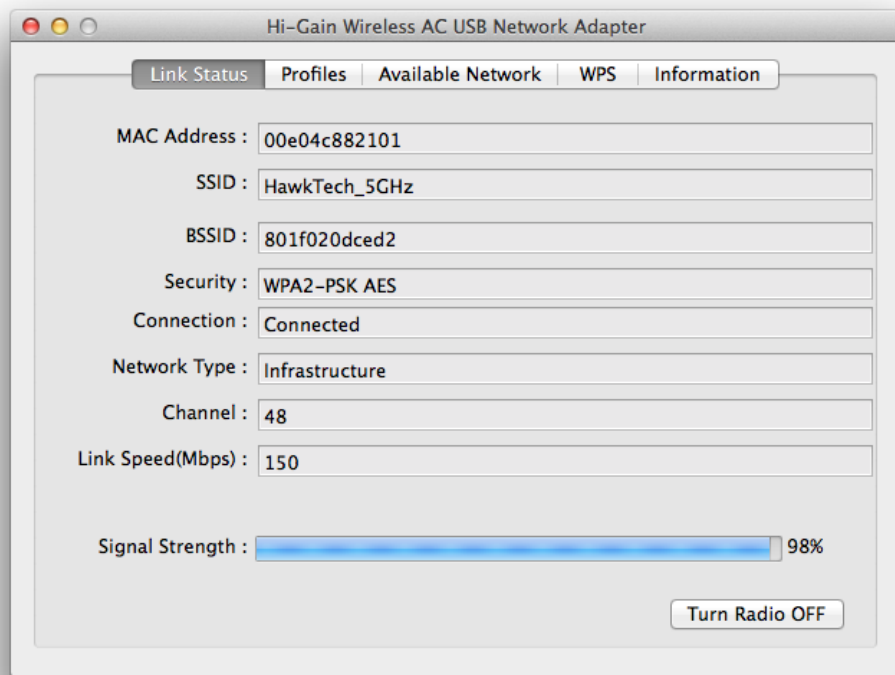 Hi-Gain Wireless AC USB Network Adapter
Link Status Profiles Available Network WPS Information
MAC Address : 00e04c882101
SSID : HawkTech_5GHz
BSSID : 801f020dced2
Security : WPA2-PSK AES
Connection : Connected
Network Type : Infrastructure
Channel : 48
Link Speed(Mbps) : 150
Signal Strength : 98%
Turn Radio OFF